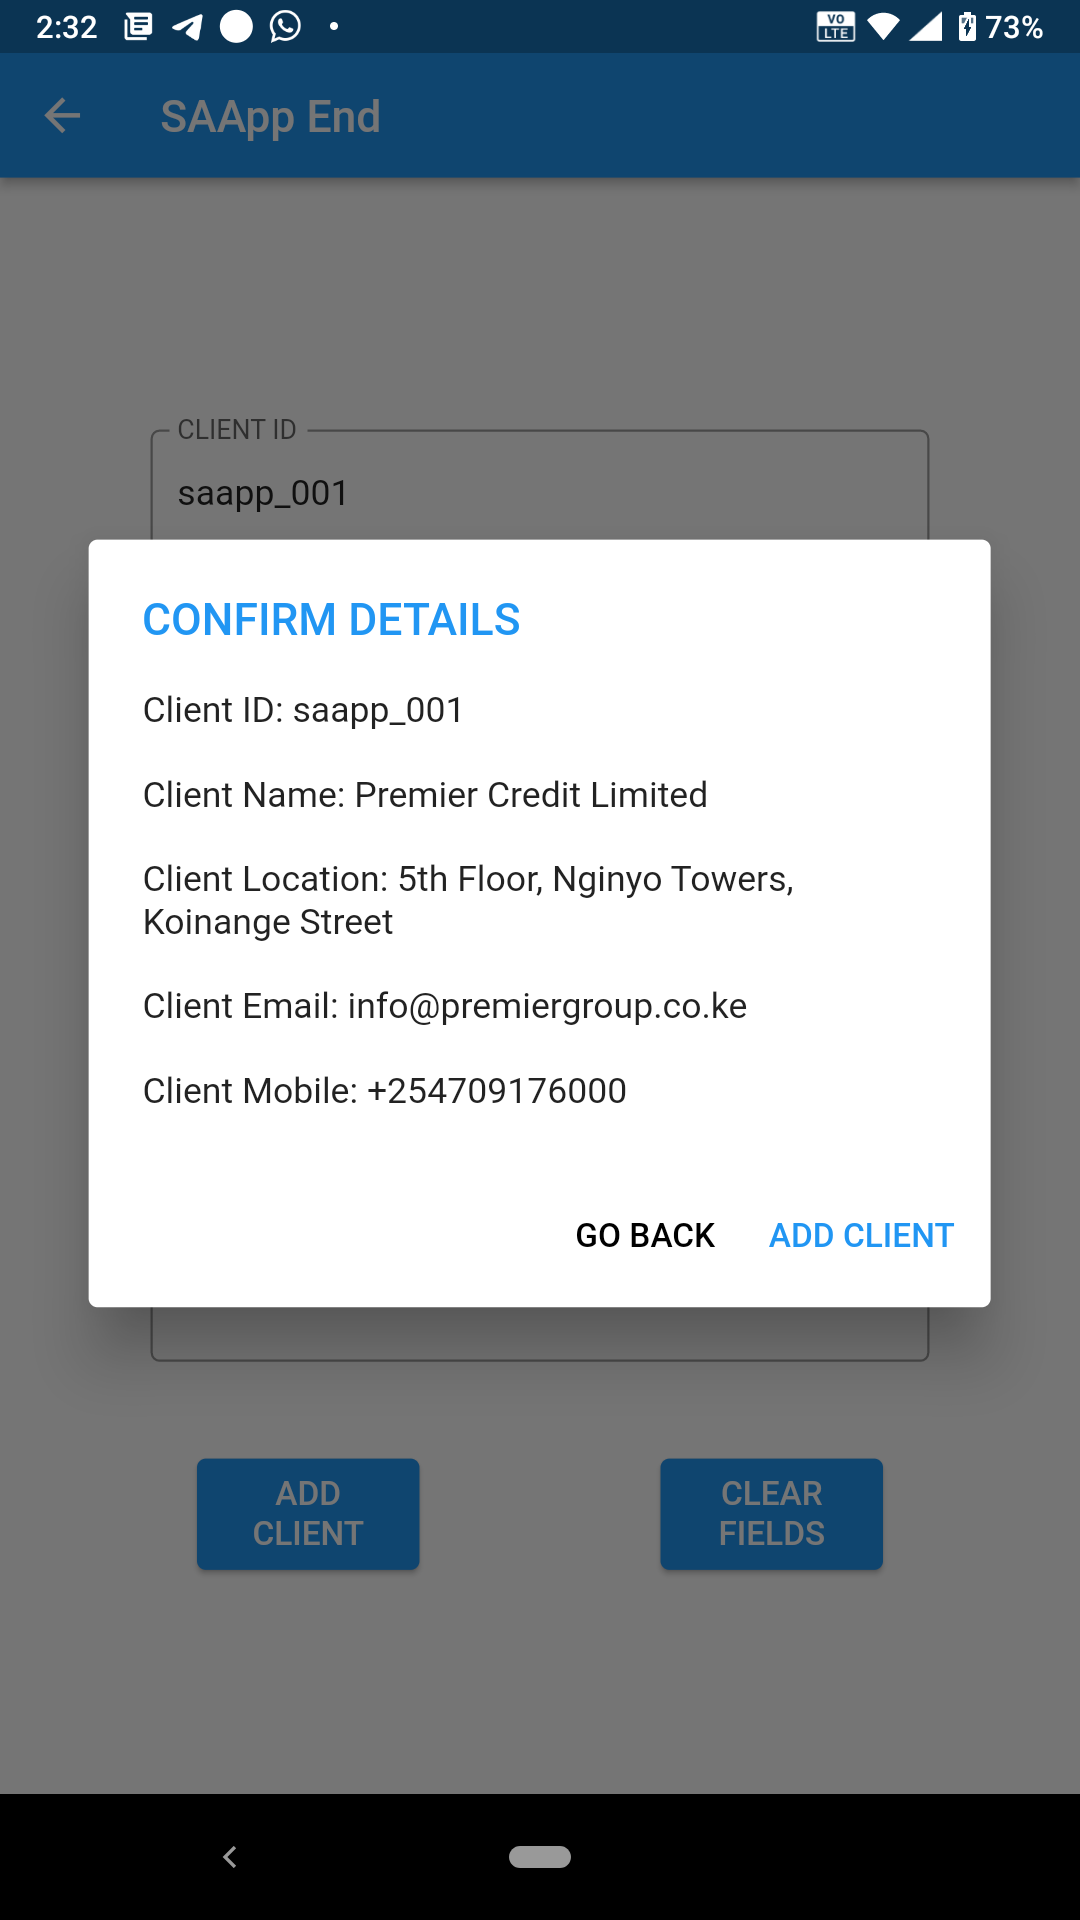 2:32
VO
LTE
73%
SAApp End
CLIENT ID
saapp_001
CONFIRM DETAILS
Client ID: saapp_001
Client Name: Premier Credit Limited
Client Location: 5th Floor, Nginyo Towers,
Koinange Street
Client Email: info@premiergroup.co.ke
Client Mobile: +254709176000
GO BACK
ADD CLIENT
ADD
CLIENT
CLEAR
FIELDS